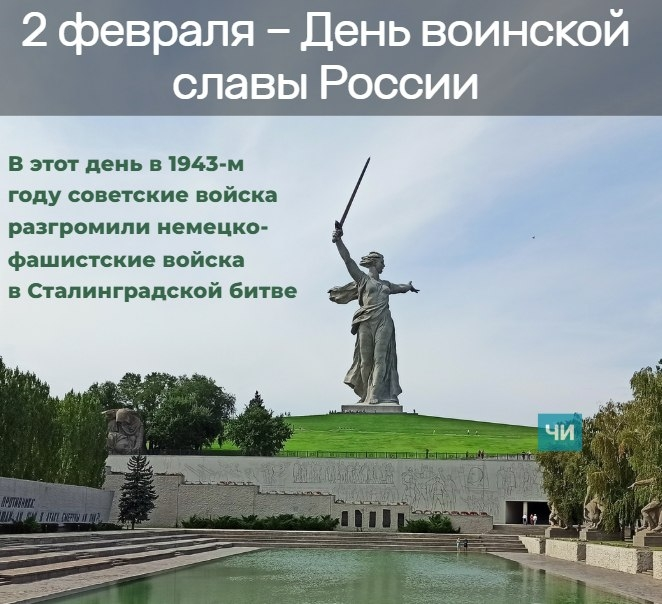 2 февраля – День воинской
славы России
В этот день в 1943-м
году советские войска
разгромили немецко-
фашистские войска
в Сталинградской битве
ЧИ